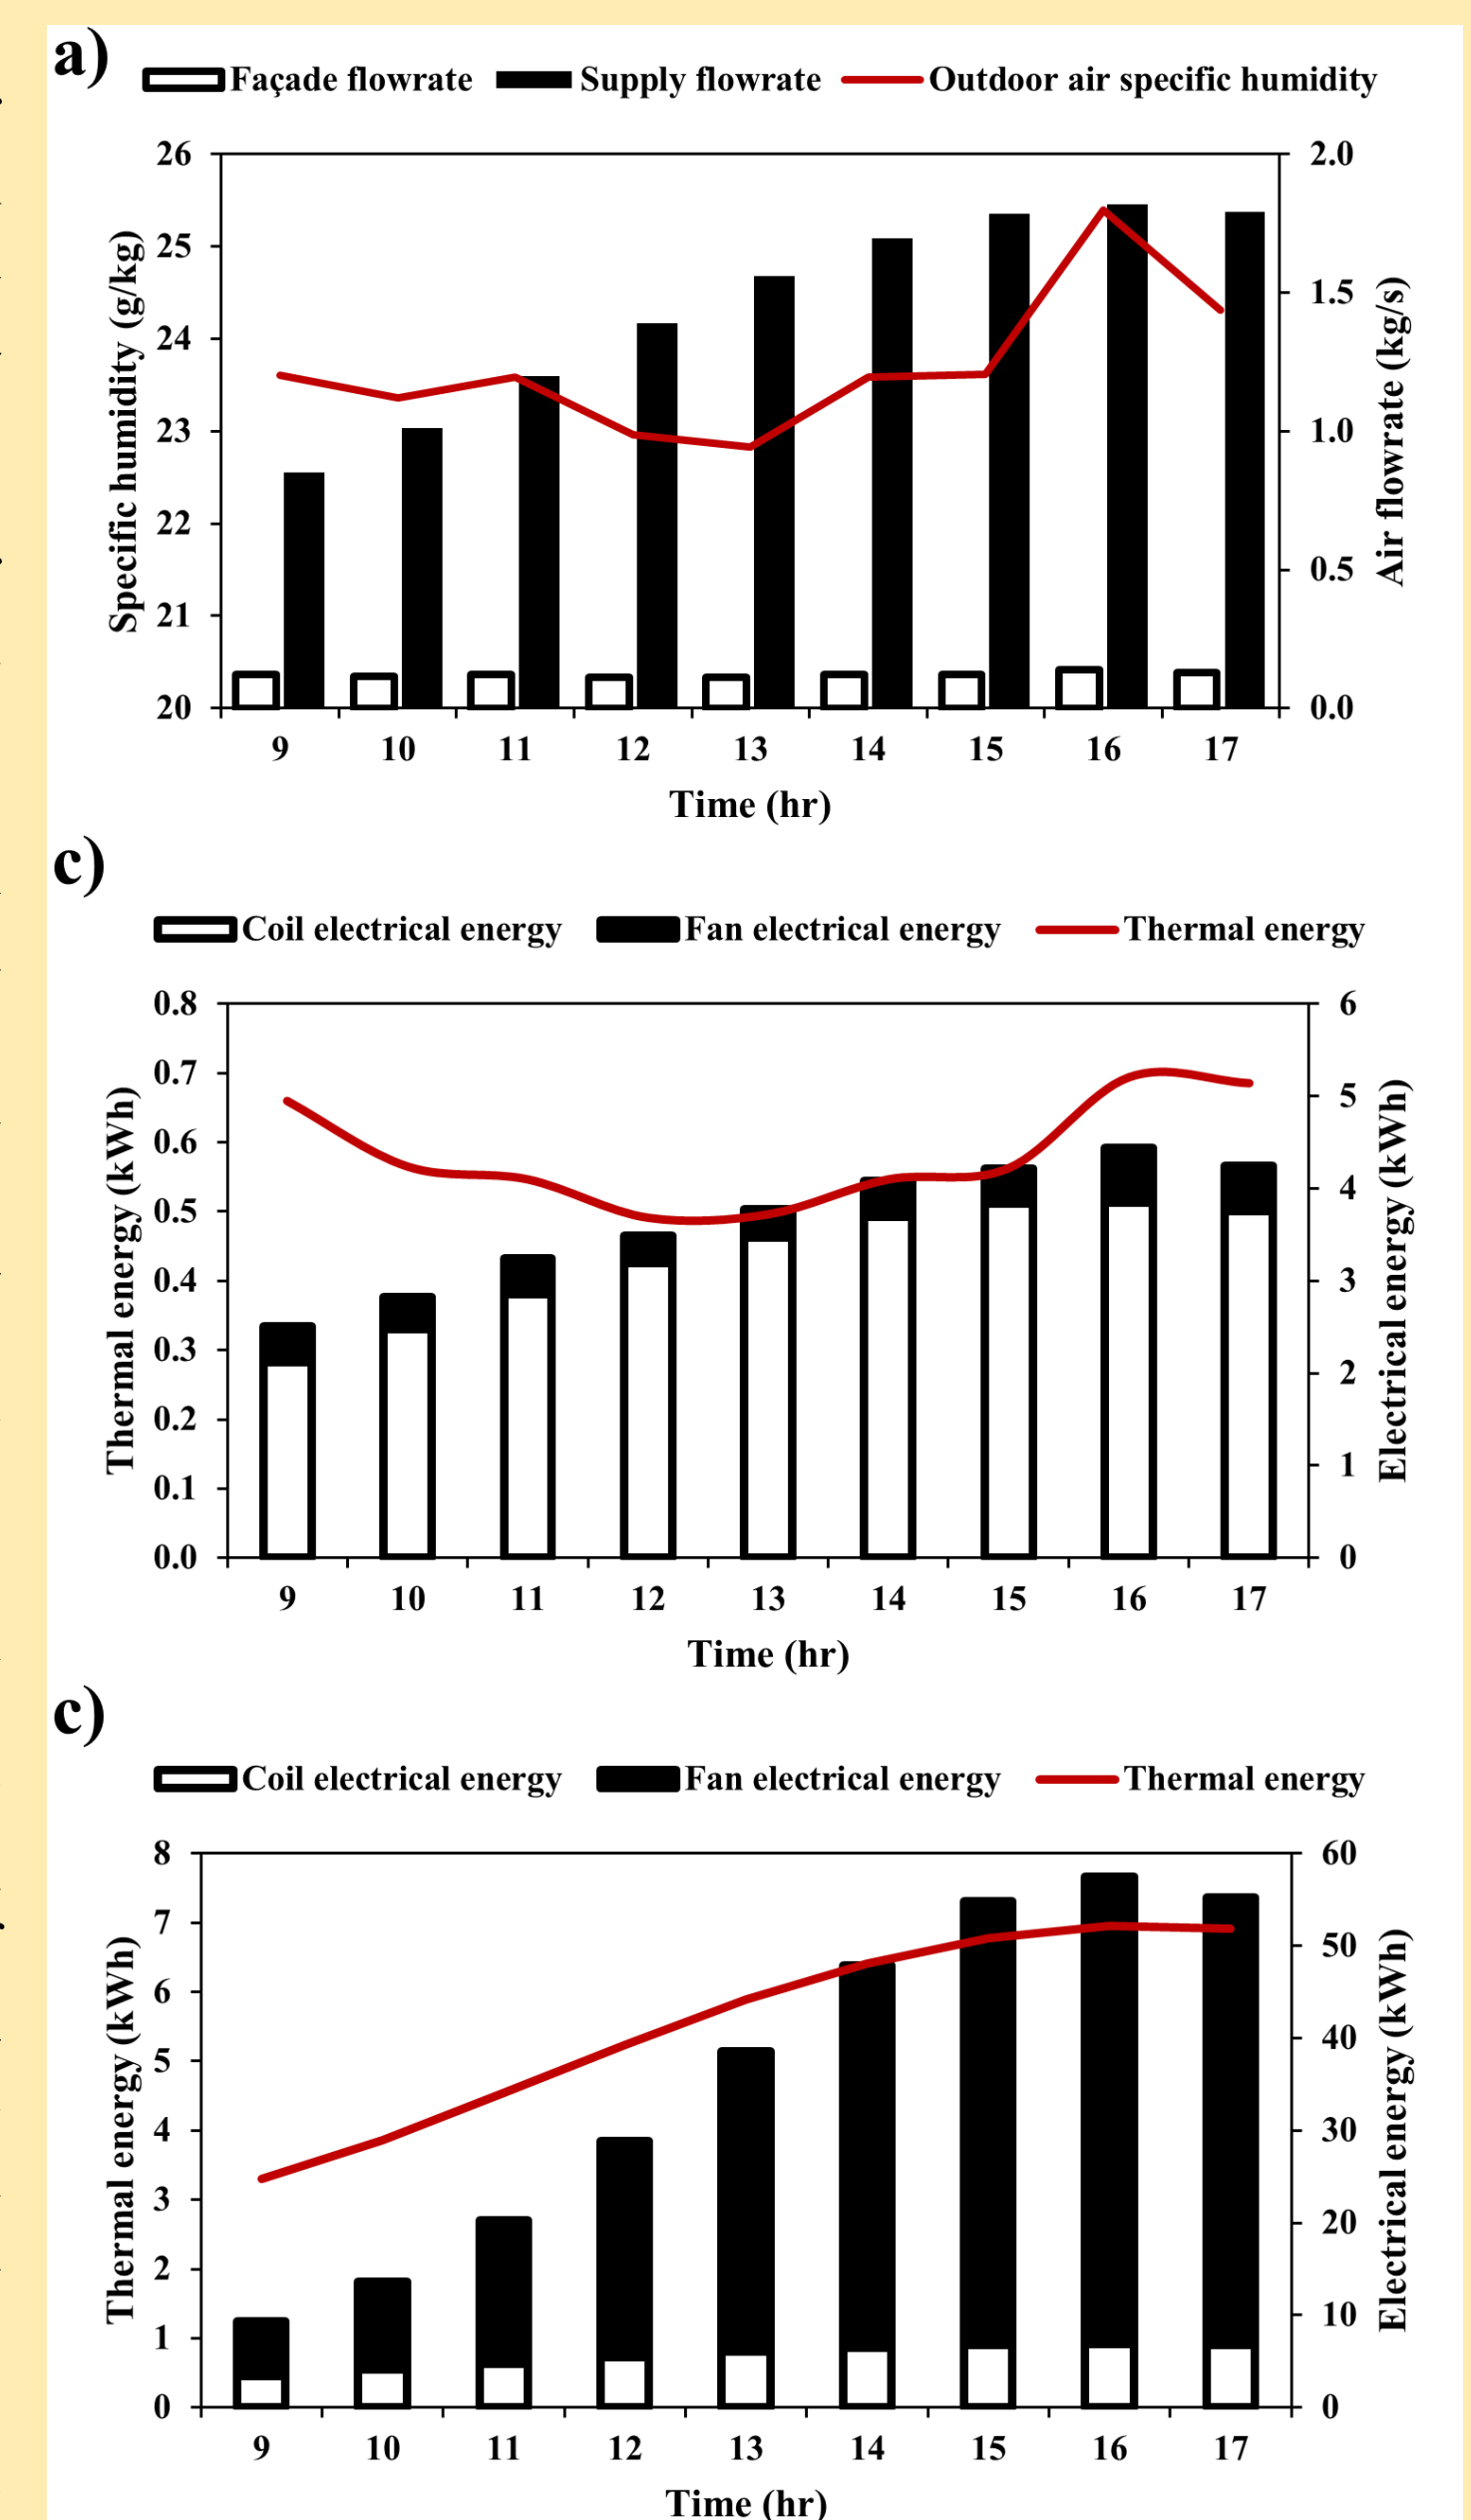 a)
Façade flowrate Supply flowrate Outdoor air specific humidity
26 2.0
25
24 1.5
23 1.0
22
21 0.5
20 0.0
Specific humidity (g/kg)
Air flowrate (kg/s)
9 10 11 12 13 14 15 16 17
Time (hr)
c)
Coil electrical energy Fan electrical energy Thermal energy
0.8 6
0.7 5
0.6
0.5 4
0.4 3
0.3 2
0.2
0.1 1
0.0 0
Thermal energy (kWh)
Electrical energy (kWh)
9 10 11 12 13 14 15 16 17
Time (hr)
c)
Coil electrical energy Fan electrical energy Thermal energy
8 60
7 50
6
5 40
4 30
3 20
2
1 10
0 0
Thermal energy (kWh)
Electrical energy (kWh)
9 10 11 12 13 14 15 16 17
Time (hr)